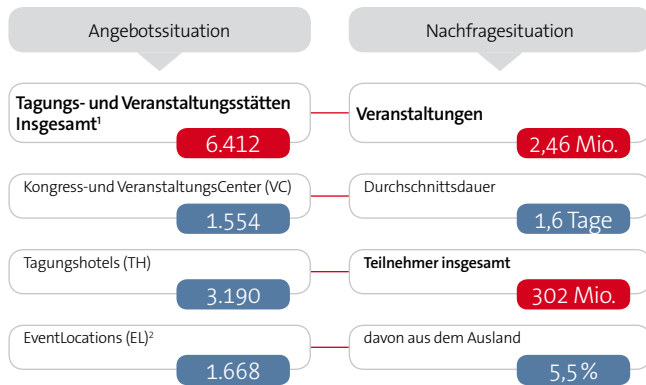 Angebotssituation
Nachfragesituation
Tagungs- und Veranstaltungsstätten
Insgesamt¹
6.412
Veranstaltungen
2,46 Mio.
Kongress-und VeranstaltungsCenter (VC)
1.554
Durchschnittsdauer
1,6 Tage
Tagungshotels (TH)
3.190
Teilnehmer insgesamt
302 Mio.
EventLocations (EL)²
1.668
davon aus dem Ausland
5,5 %